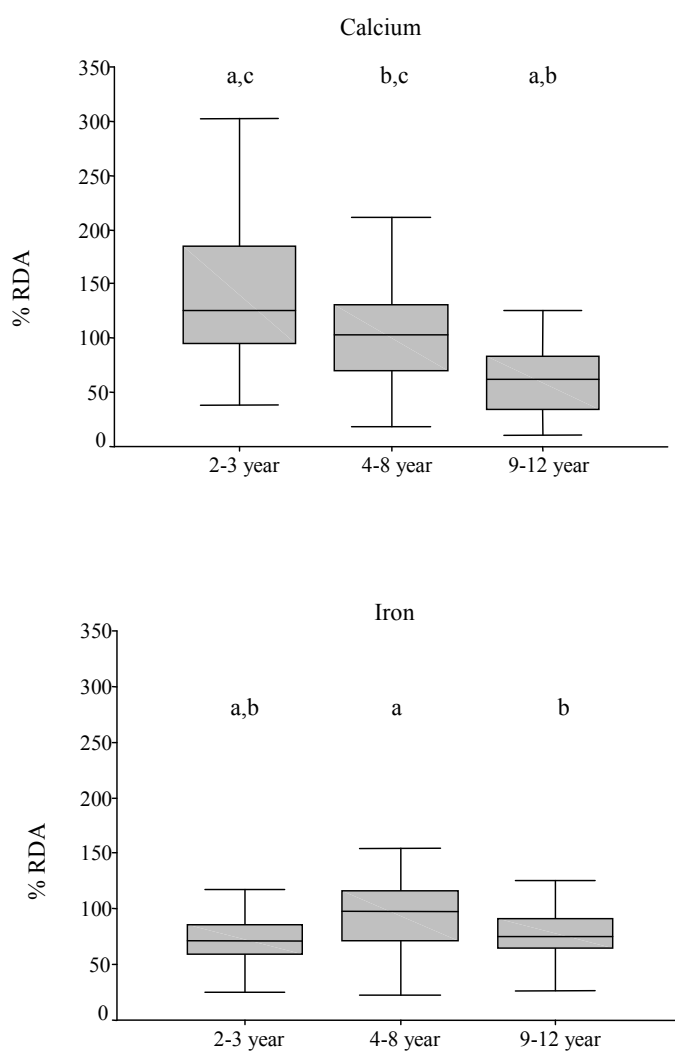 Calcium
350
a,c
b,c
a,b
300
250
200
150
100
50
0
% RDA
2-3 year
4-8 year
9-12 year
Iron
350
300
a,b
a
b
250
200
150
100
50
0
% RDA
2-3 year
4-8 year
9-12 year